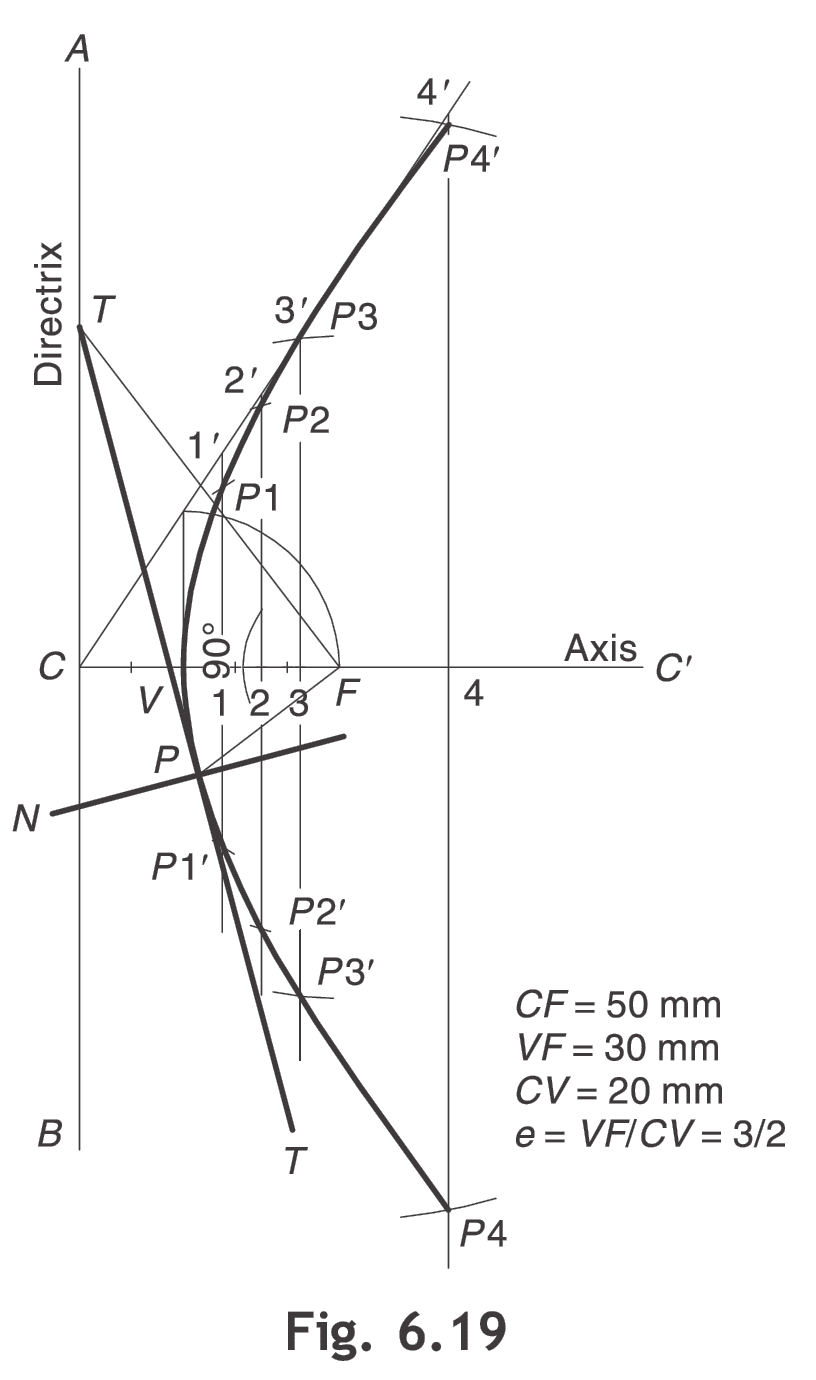 A
4′
P4′
Directrix
T
3′ P3
2′
P2
1′
P1
90°
Axis
C
C′
V
1 2 3
F
4
P
N
P1′
P2′
P3′
CF = 50 mm
VF = 30 mm
CV = 20 mm
e = VF/CV = 3/2
B
T
P4
Fig. 6.19